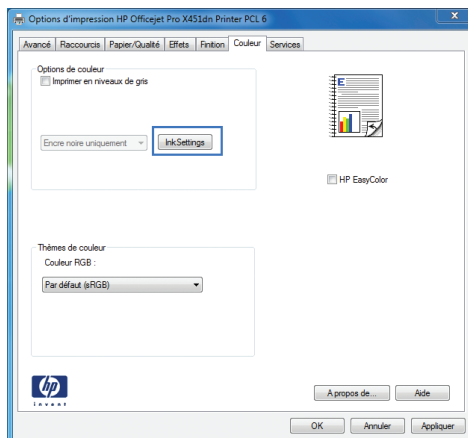 Options d'impression HP Officejet Pro X451dn Printer PCL 6
Avancé Raccourcis Papier/Qualité Effets Finition Couleur Services
Options de couleur
Imprimer en niveaux de gris
E
Encre noire uniquement InkSettings
HP EasyColor
Thèmes de couleur
Couleur RGB :
Par défaut (sRGB)
hp
invent
A propos de... Aide
OK Annuler Appliquer